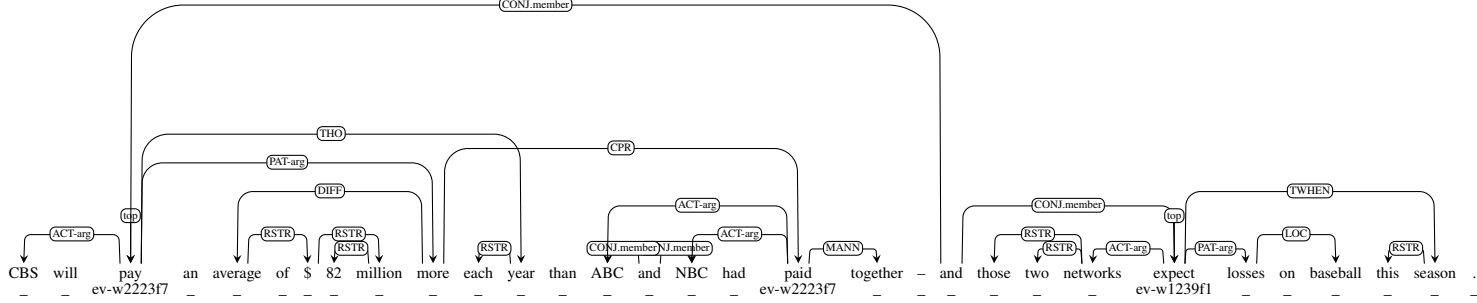 CONJ.member
THO
CPR
PAT-arg
DIFF TWHEN
ACT-arg CONJ.member
top top
ACT-arg RSTR RSTR ACT-arg RSTR LOC
RSTR RSTR CONJ.member NJ.member MANN RSTR ACT-arg PAT-arg RSTR
CBS will pay an average of $ 82 million more each year than ABC and NBC had paid together – and those two networks expect losses on baseball this season .
ev-w2223f7 ev-w2223f7 ev-w1239f1
_ _ _ _ _ _ _ _ _ _ _ _ _ _ _ _ _ _ _ _ _ _ _ _ _ _ _ _